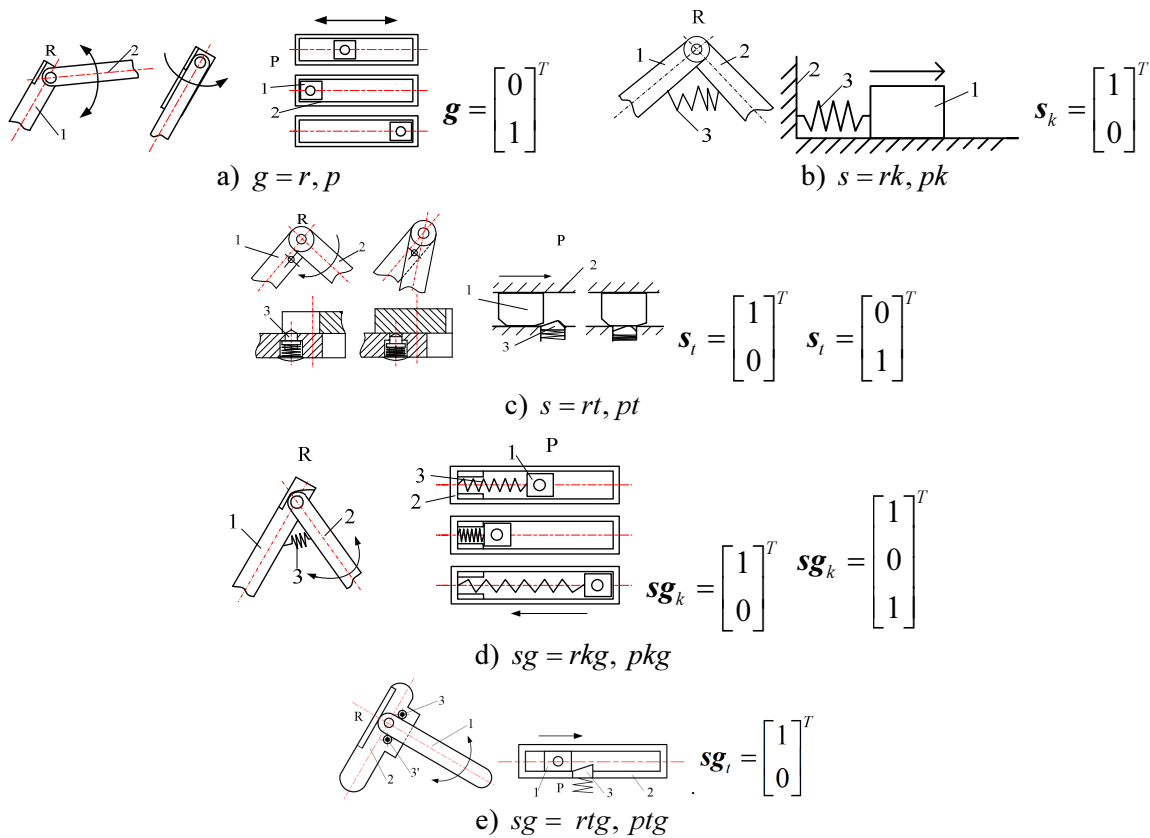 R
2
1
P
1
2
g = [0 1]^T
a) g = r, p
R
1
2
3
2
3
1
s_k = [1 0]^T
b) s = rk, pk
R
1
2
3
P
2
1
3
s_t = [1 0]^T s_t = [0 1]^T
c) s = rt, pt
R
1
2
3
P
1
3
2
sg_k = [1 0]^T sg_k = [1 0 1]^T
d) sg = rkg, pkg
R
3
1
2
3'
1
P
3
2
.
sg_t = [1 0]^T
e) sg = rtg, ptg